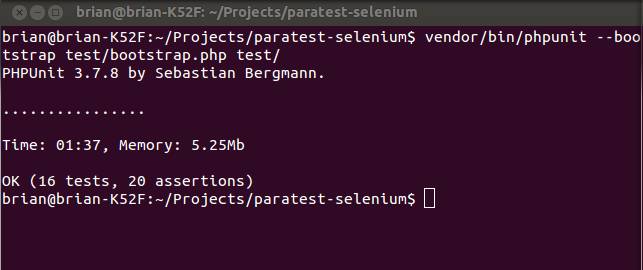 brian@brian-K52F: ~/Projects/paratest-selenium
brian@brian-K52F:~/Projects/paratest-selenium$ vendor/bin/phpunit --boo
tstrap test/bootstrap.php test/
PHPUnit 3.7.8 by Sebastian Bergmann.
................
Time: 01:37, Memory: 5.25Mb
OK (16 tests, 20 assertions)
brian@brian-K52F:~/Projects/paratest-selenium$